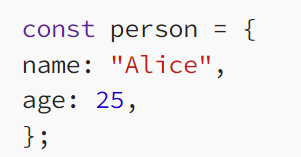 const person = {
name: "Alice",
age: 25,
};